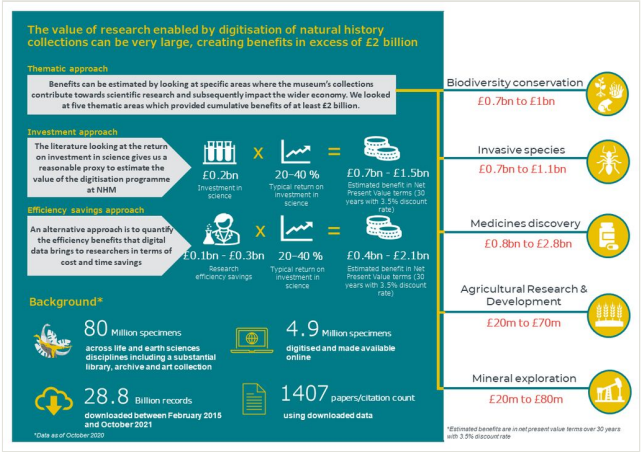 The value of research enabled by digitisation of natural history
collections can be very large, creating benefits in excess of £2 billion
Thematic approach
Benefits can be estimated by looking at specific areas where the museum's collections
contribute towards scientific research and subsequently impact the wider economy. We looked
at five thematic areas which provided cumulative benefits of at least £2 billion.
Investment approach
The literature looking at the return
on investment in science gives us a
reasonable proxy to estimate the
value of the digitisation programme
at NHM
£0.2bn
Investment in
science
X
20-40 %
Typical return on
investment in
science
=
£0.7bn - £1.5bn
Estimated benefit in Net
Present Value terms (30
years with 3.5% discount
rate)
Efficiency savings approach
An alternative approach is to quantify
the efficiency benefits that digital
data brings to researchers in terms of
cost and time savings
£0.1bn - £0.3bn
Research
efficiency savings
X
20-40 %
Typical return on
investment in
science
=
£0.4bn - £2.1bn
Estimated benefit in Net
Present Value terms (30
years with 3.5% discount
rate)
Background*
80 Million specimens
across life and earth sciences
disciplines including a substantial
library, archive and art collection
4.9 Million specimens
digitised and made available
online
28.8 Billion records
downloaded between February 2015
and October 2021
1407 papers/citation count
using downloaded data
*Data as of October 2020
Biodiversity conservation
£0.7bn to £1bn
Invasive species
£0.7bn to £1.1bn
Medicines discovery
£0.8bn to £2.8bn
Agricultural Research &
Development
£20m to £70m
Mineral exploration
£20m to £80m
*Estimated benefits are in net present value terms over 30 years
with 3.5% discount rate